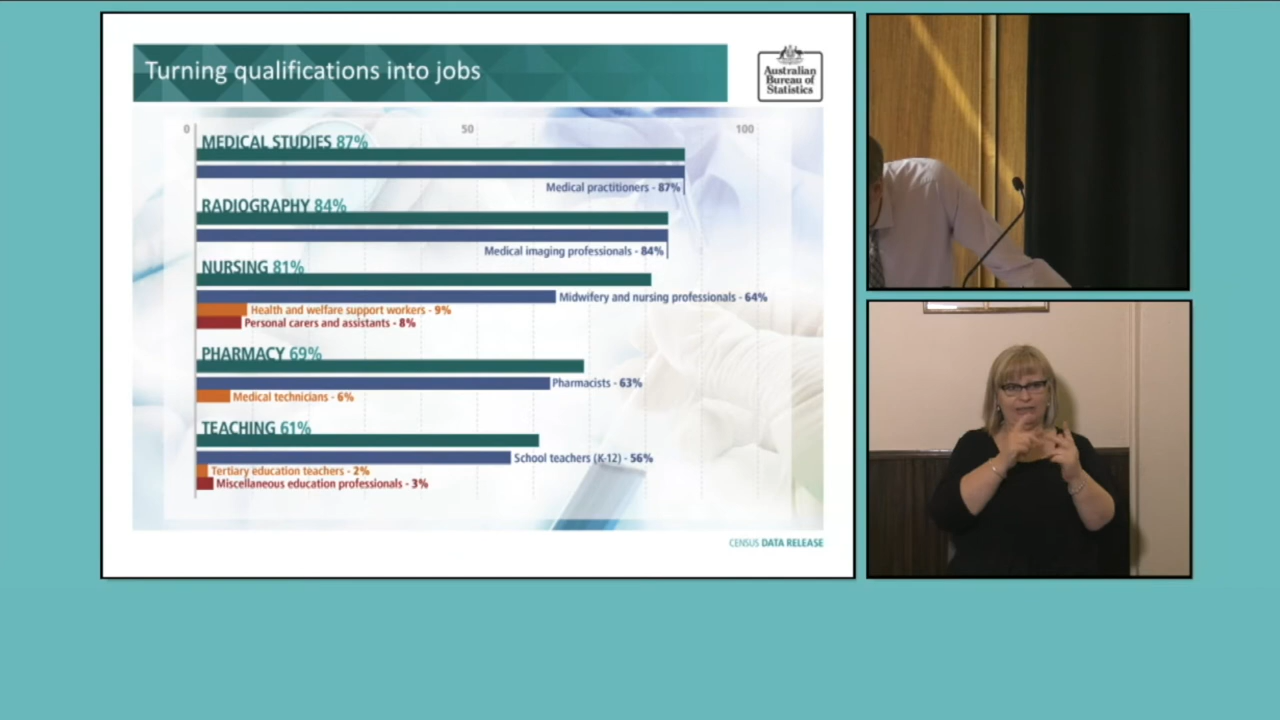 Turning qualifications into jobs
Australian
Bureau of
Statistics
0 50 100
MEDICAL STUDIES 87%
Medical practitioners - 87%
RADIOGRAPHY 84%
Medical imaging professionals - 84%
NURSING 81%
Midwifery and nursing professionals - 64%
Health and welfare support workers - 9%
Personal carers and assistants - 8%
PHARMACY 69%
Pharmacists - 63%
Medical technicians - 6%
TEACHING 61%
School teachers (K-12) - 56%
Tertiary education teachers - 2%
Miscellaneous education professionals - 3%
CENSUS DATA RELEASE